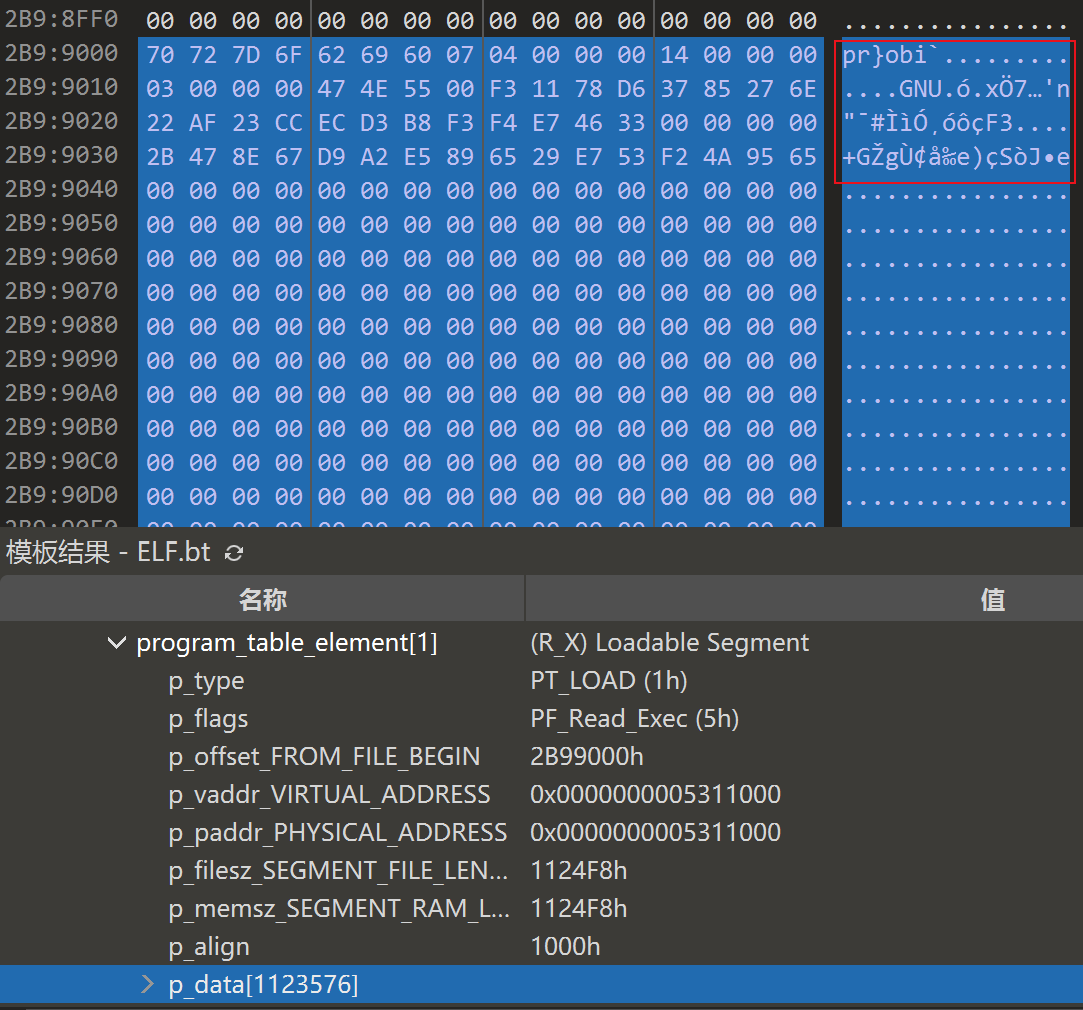 2B9:8FF0 00 00 00 00 00 00 00 00 00 00 00 00 00 00 00 00 ................
2B9:9000 70 72 7D 6F 62 69 60 07 04 00 00 00 14 00 00 00 pr}obi`.........
2B9:9010 03 00 00 00 47 4E 55 00 F3 11 78 D6 37 85 27 6E ....GNU.ó.xÖ7…'n
2B9:9020 22 AF 23 CC EC D3 B8 F3 F4 E7 46 33 00 00 00 00 "¯#ÌìÓ¸óôçF3....
2B9:9030 2B 47 8E 67 D9 A2 E5 89 65 29 E7 53 F2 4A 95 65 +GŽgÙ¢å‰e)çSòJ•e
2B9:9040 00 00 00 00 00 00 00 00 00 00 00 00 00 00 00 00 ................
2B9:9050 00 00 00 00 00 00 00 00 00 00 00 00 00 00 00 00 ................
2B9:9060 00 00 00 00 00 00 00 00 00 00 00 00 00 00 00 00 ................
2B9:9070 00 00 00 00 00 00 00 00 00 00 00 00 00 00 00 00 ................
2B9:9080 00 00 00 00 00 00 00 00 00 00 00 00 00 00 00 00 ................
2B9:9090 00 00 00 00 00 00 00 00 00 00 00 00 00 00 00 00 ................
2B9:90A0 00 00 00 00 00 00 00 00 00 00 00 00 00 00 00 00 ................
2B9:90B0 00 00 00 00 00 00 00 00 00 00 00 00 00 00 00 00 ................
2B9:90C0 00 00 00 00 00 00 00 00 00 00 00 00 00 00 00 00 ................
2B9:90D0 00 00 00 00 00 00 00 00 00 00 00 00 00 00 00 00 ................
模板结果 - ELF.bt
名称 值
program_table_element[1] (R_X) Loadable Segment
p_type PT_LOAD (1h)
p_flags PF_Read_Exec (5h)
p_offset_FROM_FILE_BEGIN 2B99000h
p_vaddr_VIRTUAL_ADDRESS 0x0000000005311000
p_paddr_PHYSICAL_ADDRESS 0x0000000005311000
p_filesz_SEGMENT_FILE_LEN... 1124F8h
p_memsz_SEGMENT_RAM_L... 1124F8h
p_align 1000h
p_data[1123576]